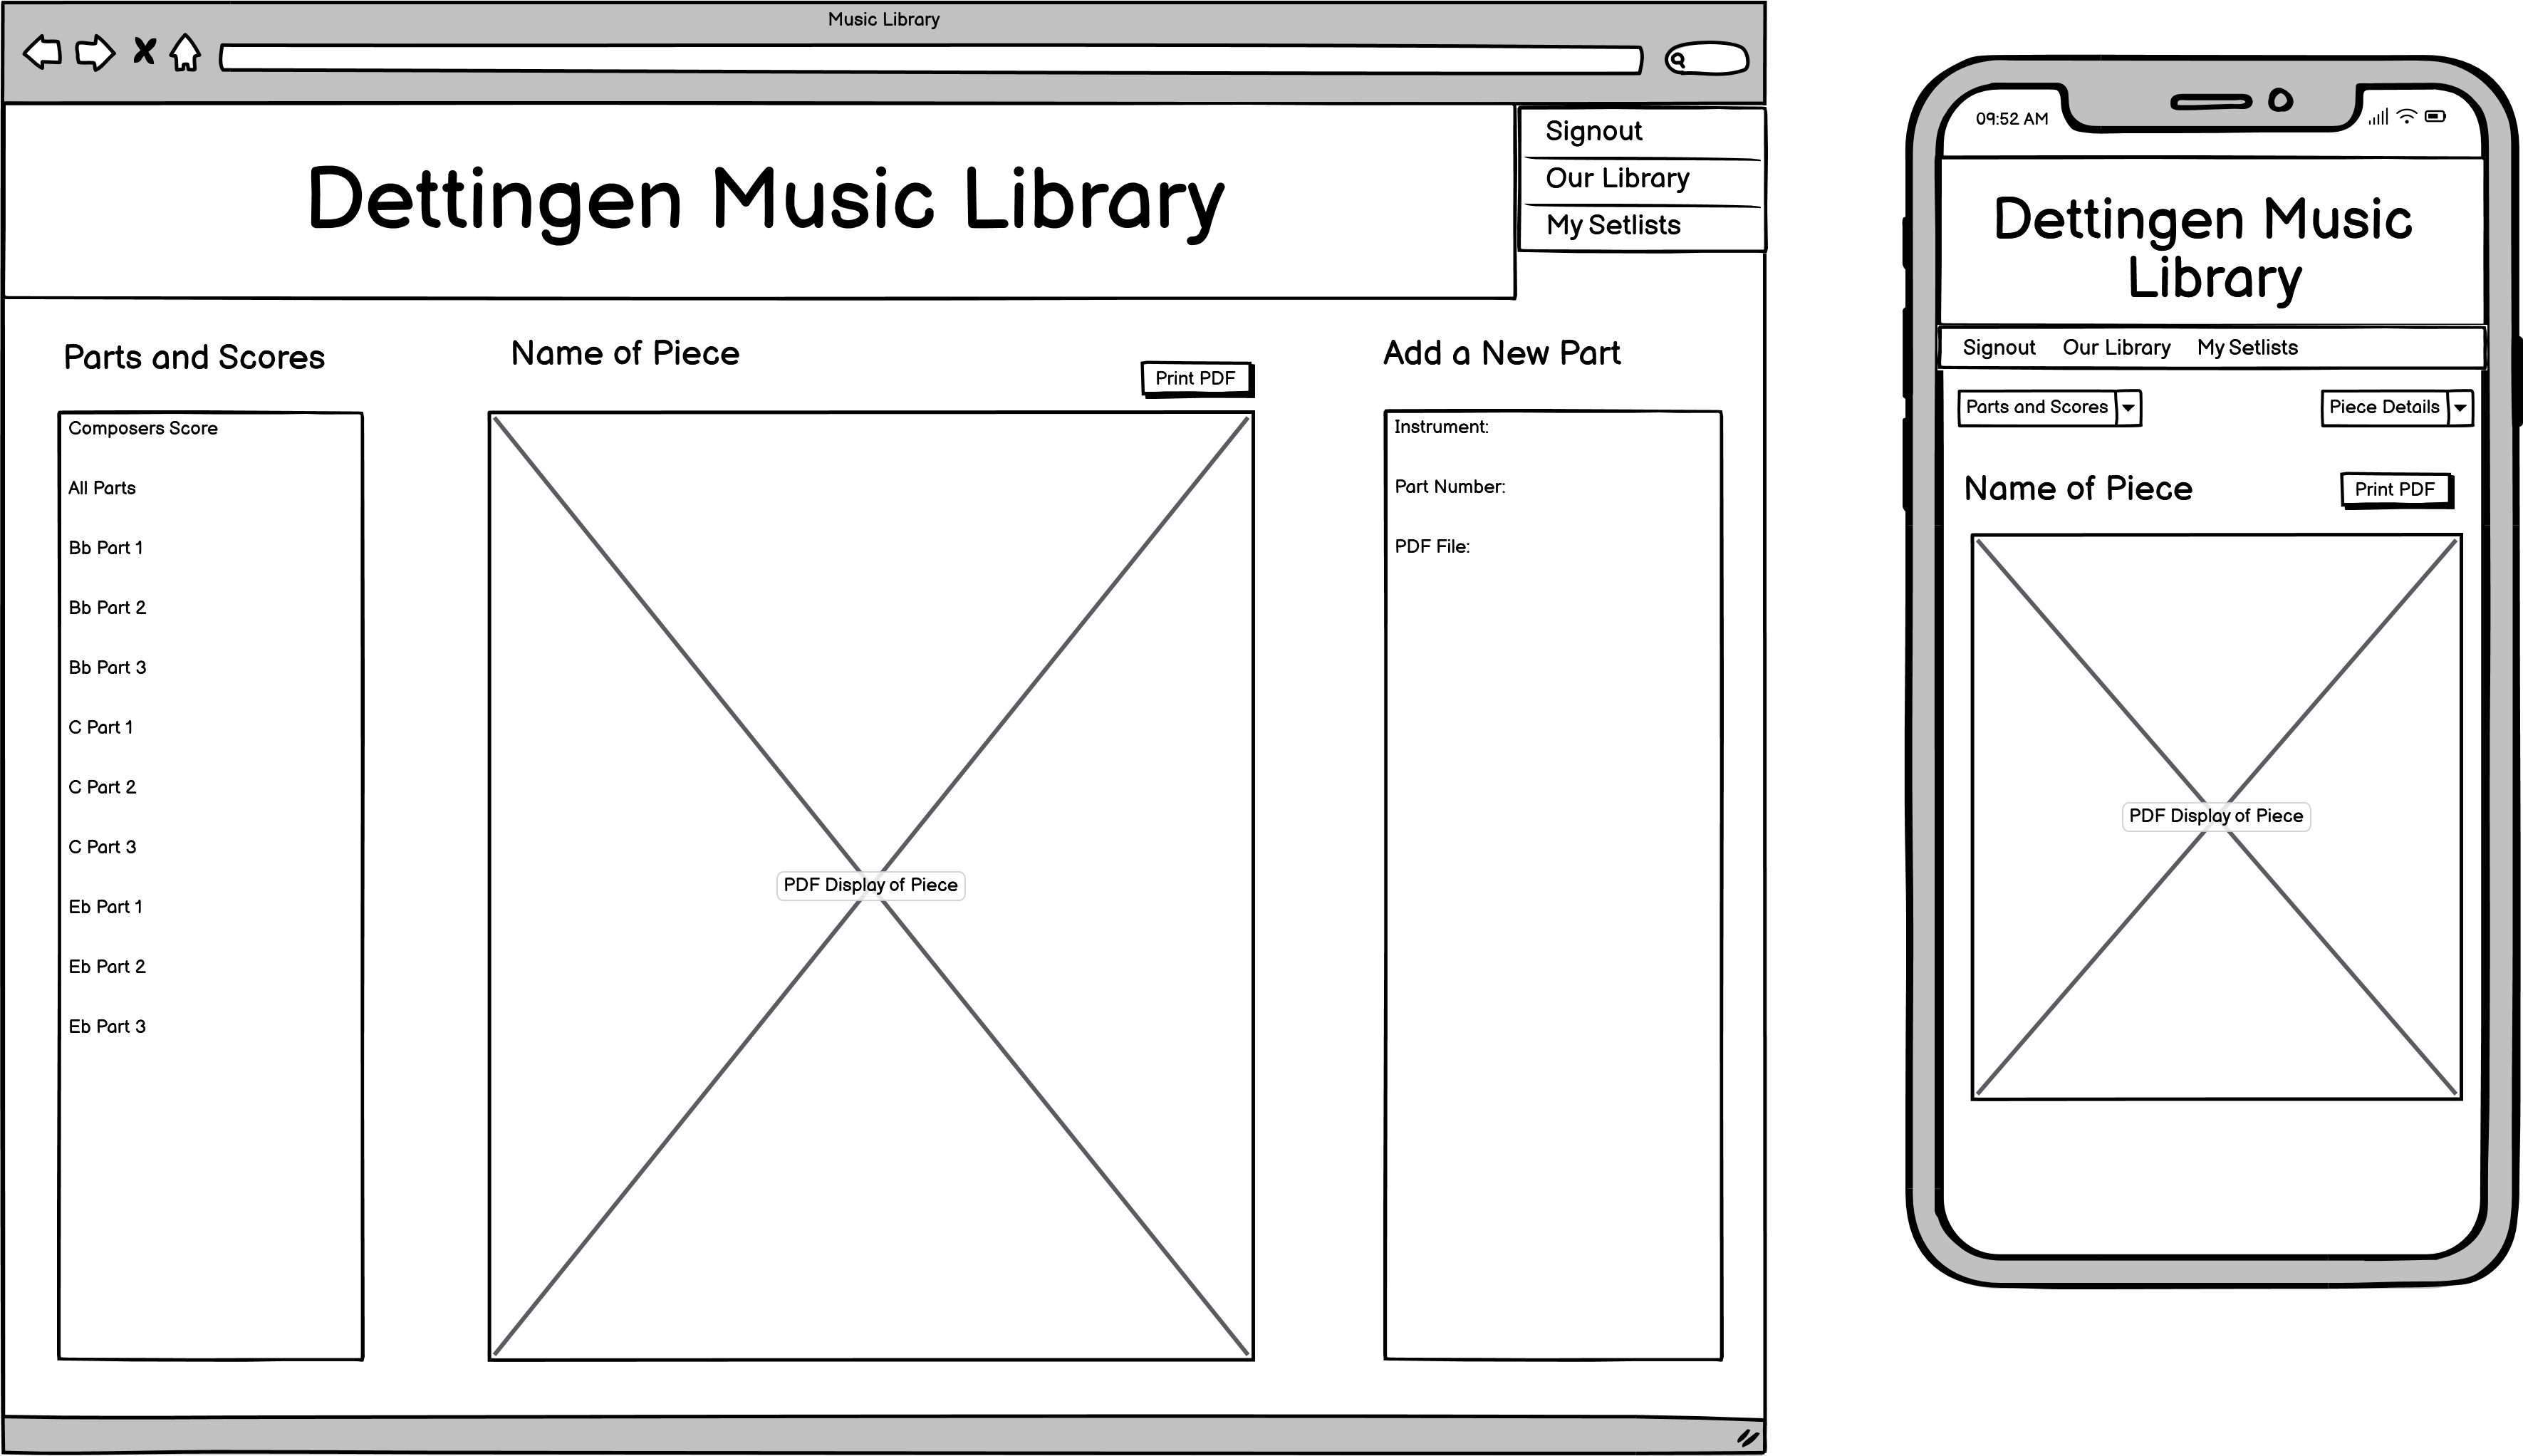 Music Library
Dettingen Music Library
Signout
Our Library
My Setlists
Parts and Scores
Composers Score
All Parts
Bb Part 1
Bb Part 2
Bb Part 3
C Part 1
C Part 2
C Part 3
Eb Part 1
Eb Part 2
Eb Part 3
Name of Piece
Print PDF
PDF Display of Piece
Add a New Part
Instrument:
Part Number:
PDF File:
09:52 AM
Dettingen Music
Library
Signout Our Library My Setlists
Parts and Scores Piece Details
Name of Piece Print PDF
PDF Display of Piece